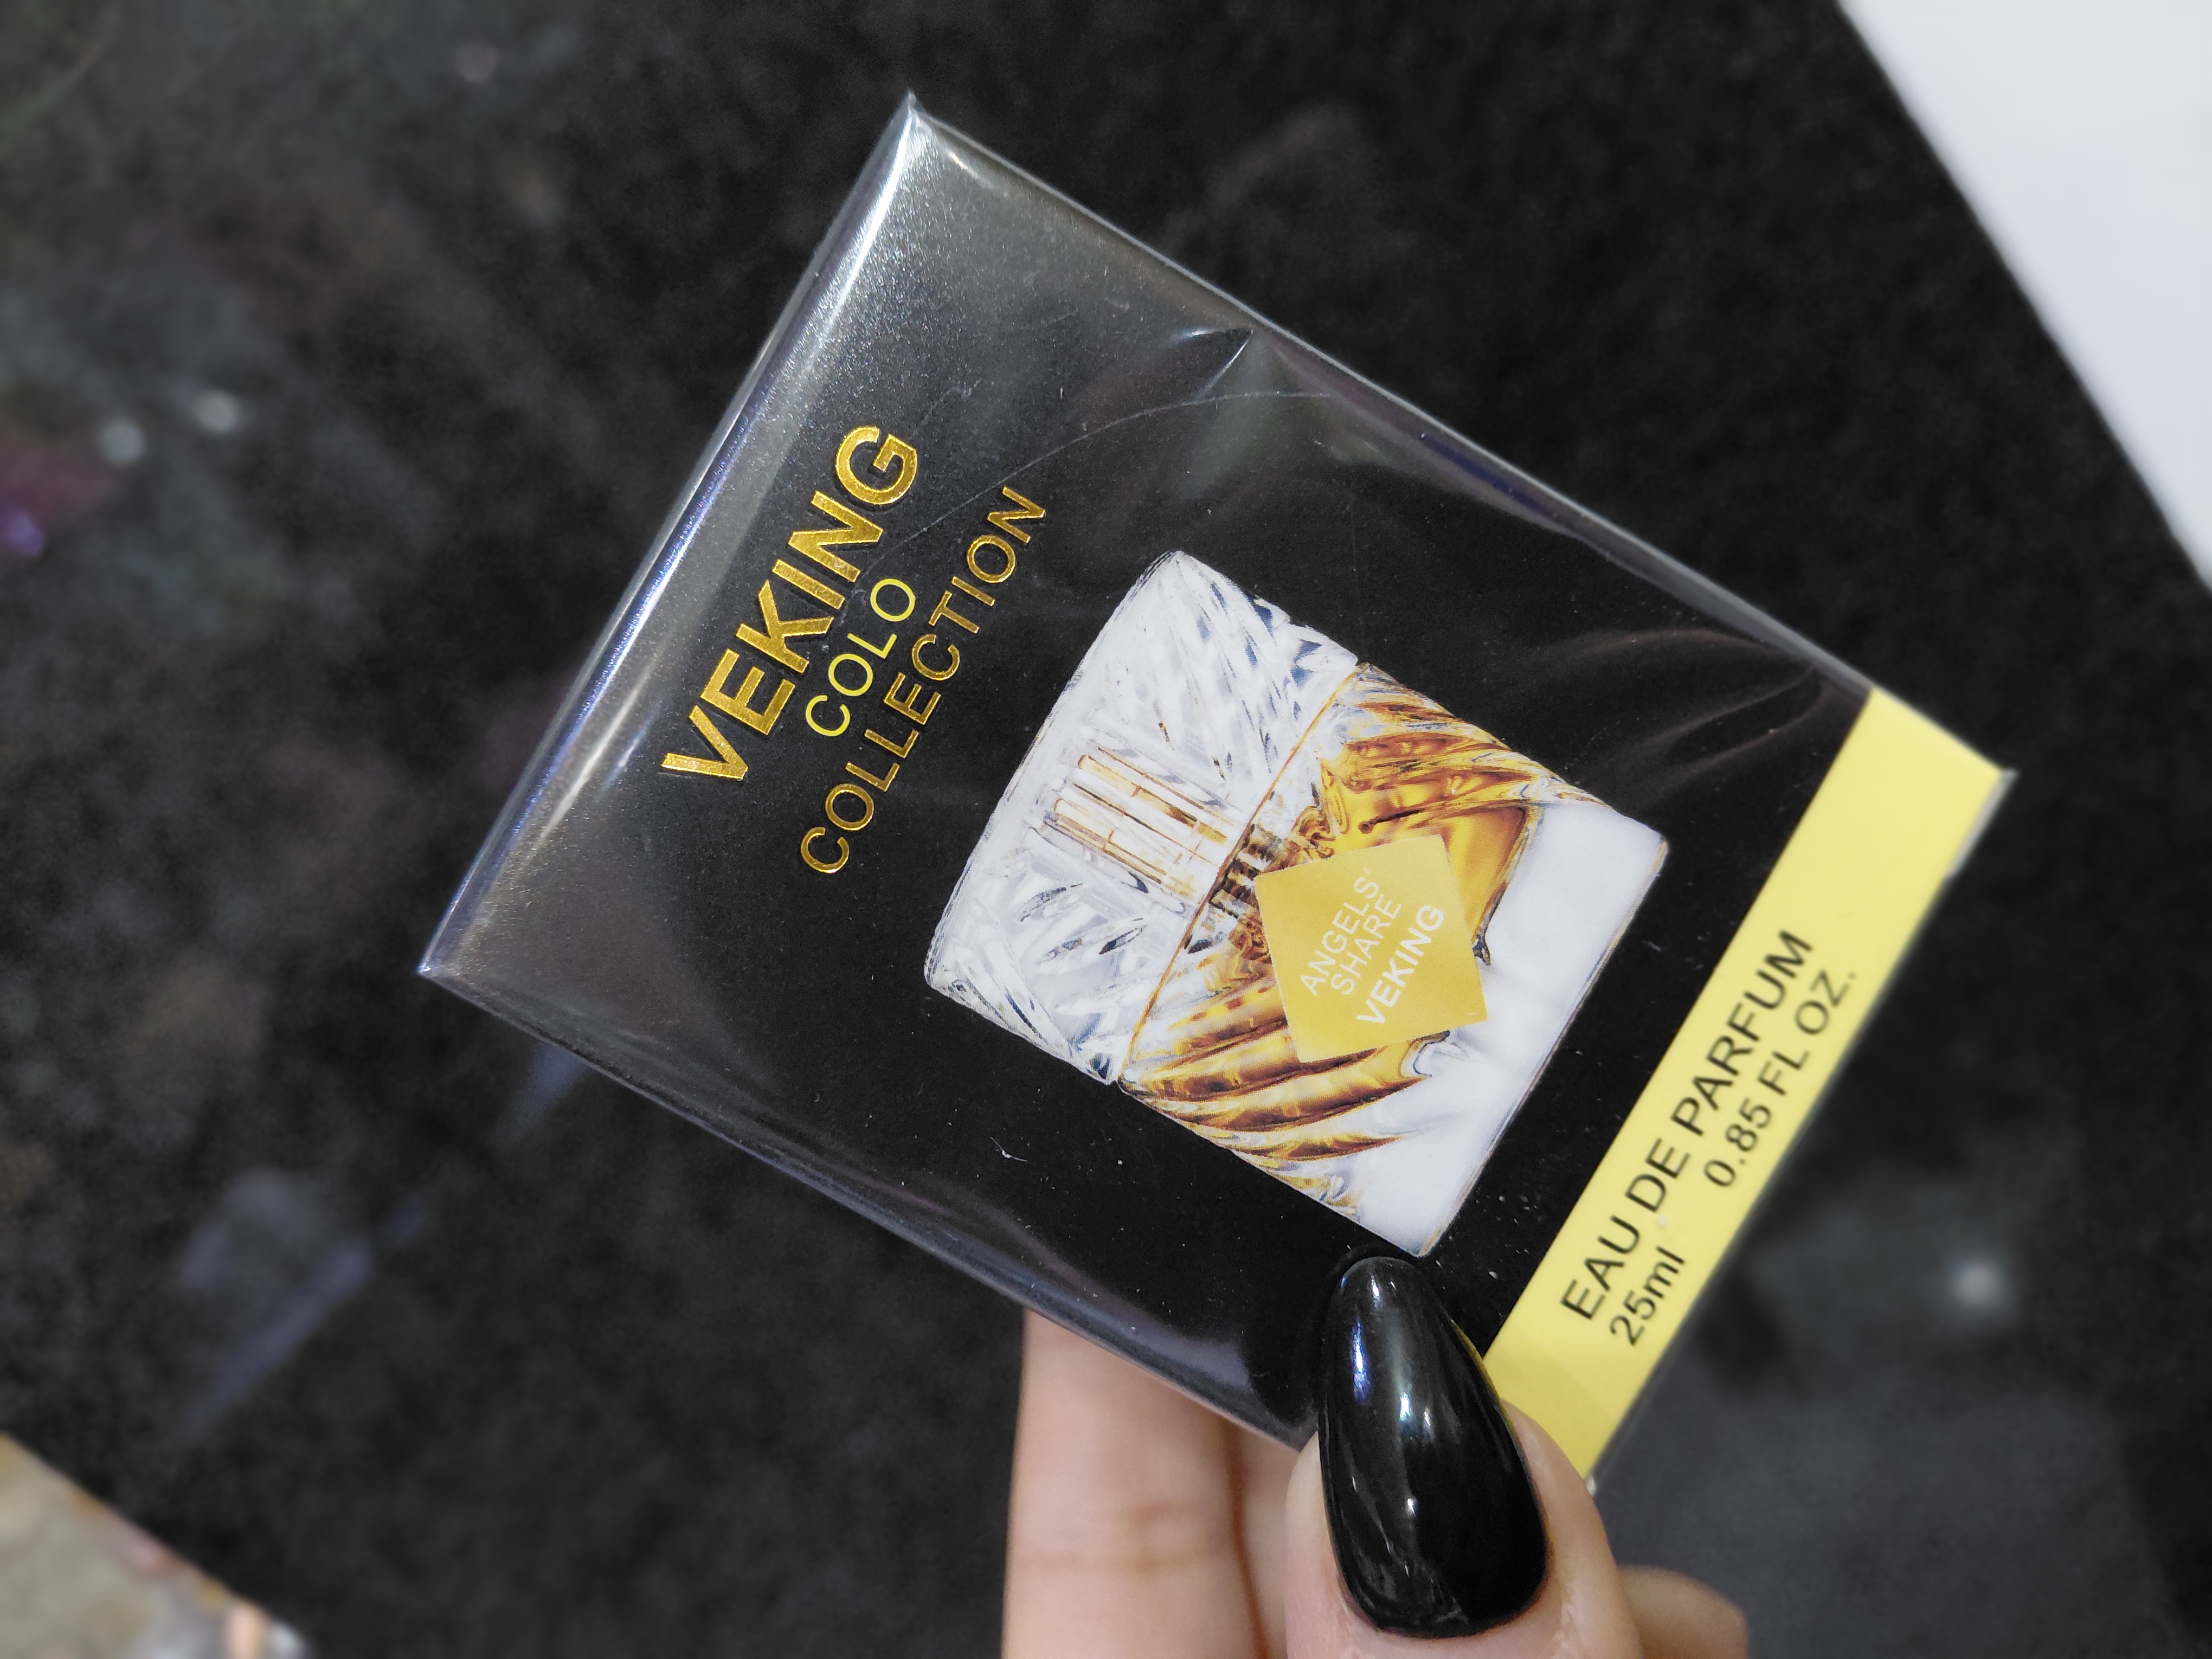 VEKING
COLO
COLLECTION
ANGELS'
SHARE
VEKING
EAU DE PARFUM
25ml 0.85 FL OZ.